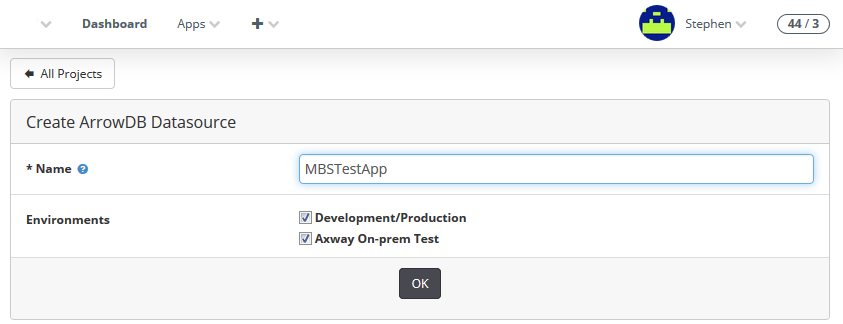 Dashboard Apps + Stephen 44 / 3
All Projects
Create ArrowDB Datasource
* Name ? MBSTestApp
Environments Development/Production
Axway On-prem Test
OK